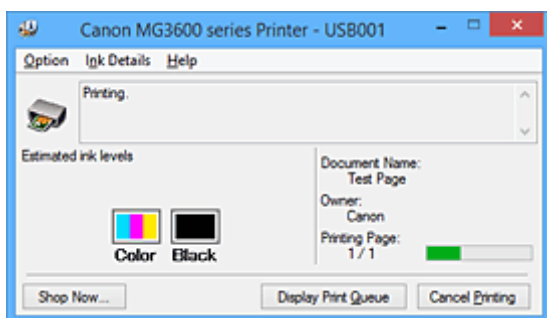 Canon MG3600 series Printer - USB001
Option Ink Details Help
Printing.
Estimated ink levels
Color Black
Document Name:
Test Page
Owner:
Canon
Printing Page:
1 / 1
Shop Now... Display Print Queue Cancel Printing